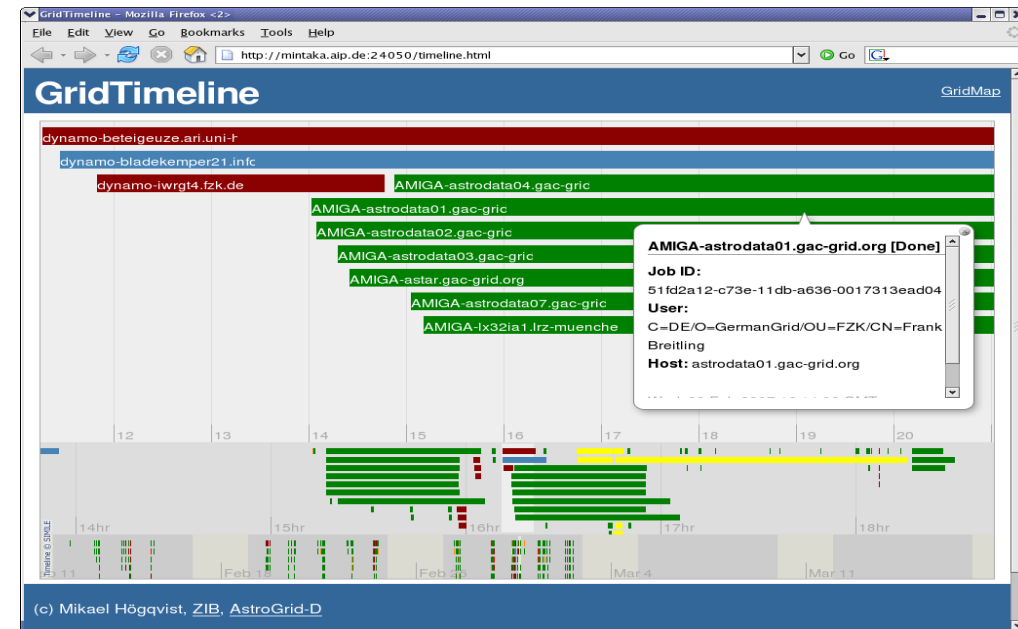 GridTimeline - Mozilla Firefox <2>
File Edit View Go Bookmarks Tools Help
http://mintaka.aip.de:24050/timeline.html Go G
GridTimeline
GridMap
dynamo-beteigeuze.ari.uni-h
dynamo-bladekemper21.info
dynamo-iwrgt4.fzk.de
AMIGA-astrodata04.gac-gric
AMIGA-astrodata01.gac-gric
AMIGA-astrodata02.gac-gric
AMIGA-astrodata03.gac-gric
AMIGA-astar.gac-grid.org
AMIGA-astrodata07.gac-gric
AMIGA-lx32ia1.lrz-muenche
AMIGA-astrodata01.gac-grid.org [Done]
Job ID:
51fd2a12-c73e-11db-a636-0017313ead04
User:
C=DE/O=GermanGrid/OU=FZK/CN=Frank
Breitling
Host: astrodata01.gac-grid.org
12 13 14 15 16 17 18 19 20
14hr 15hr 16hr 17hr 18hr
Timeline © SIMILE
11 Feb 18 Feb Mar 4 Mar 11
(c) Mikael Högqvist, ZIB, AstroGrid-D